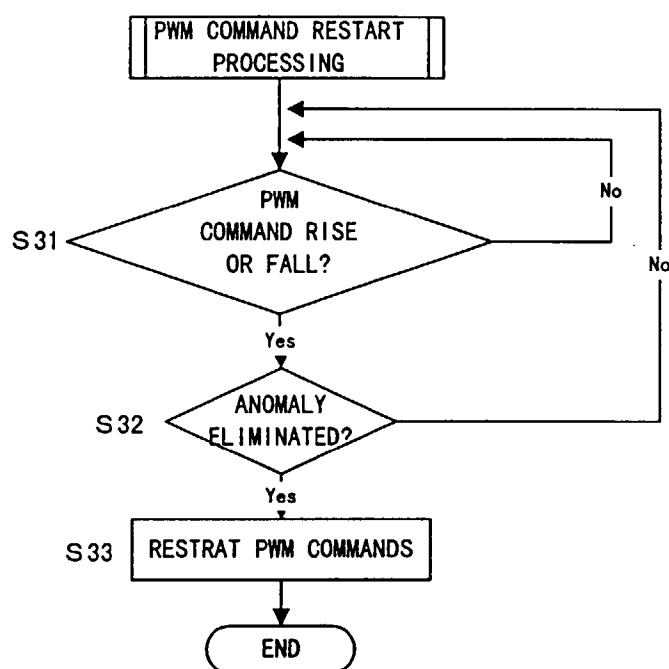 PWM COMMAND RESTART
PROCESSING
PWM
COMMAND RISE
OR FALL?
S31
No
No
Yes
ANOMALY
ELIMINATED?
S32
Yes
S33
RESTRAT PWM COMMANDS
END